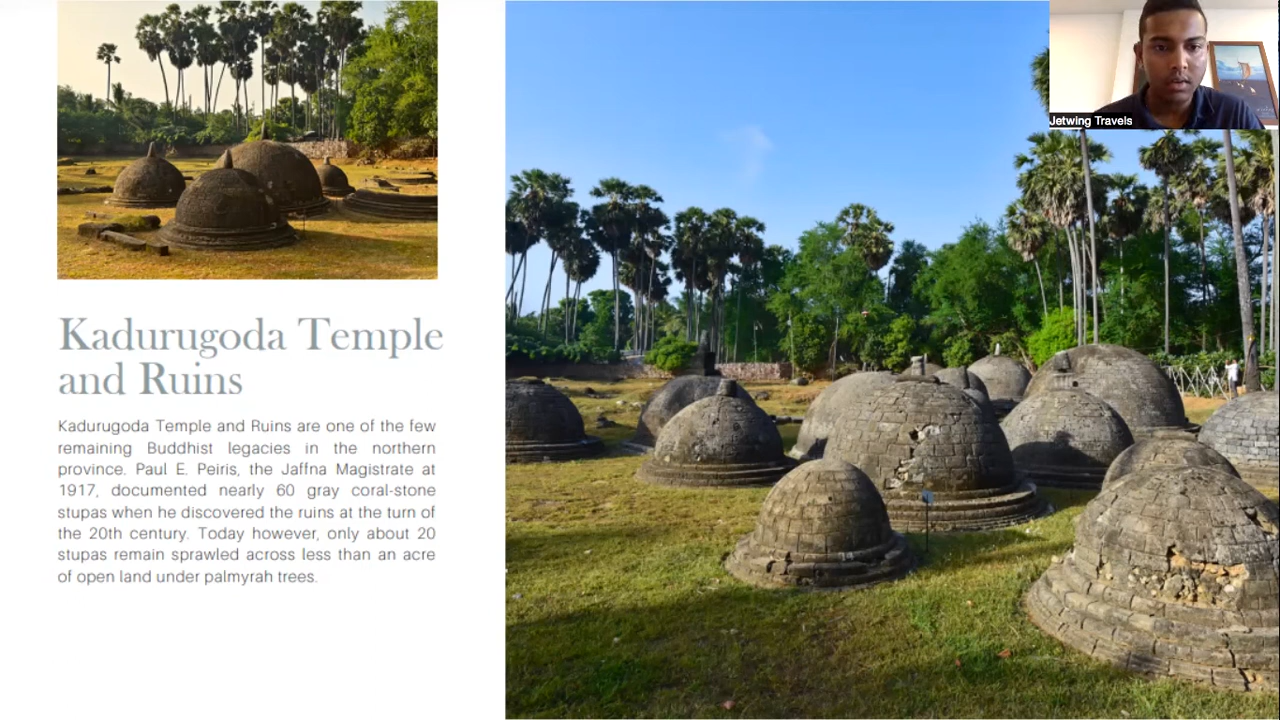 Jetwing Travels
Kadurugoda Temple
and Ruins
Kadurugoda Temple and Ruins are one of the few
remaining Buddhist legacies in the northern
province. Paul E. Peiris, the Jaffna Magistrate at
1917, documented nearly 60 gray coral-stone
stupas when he discovered the ruins at the turn of
the 20th century. Today however, only about 20
stupas remain sprawled across less than an acre
of open land under palmyrah trees.